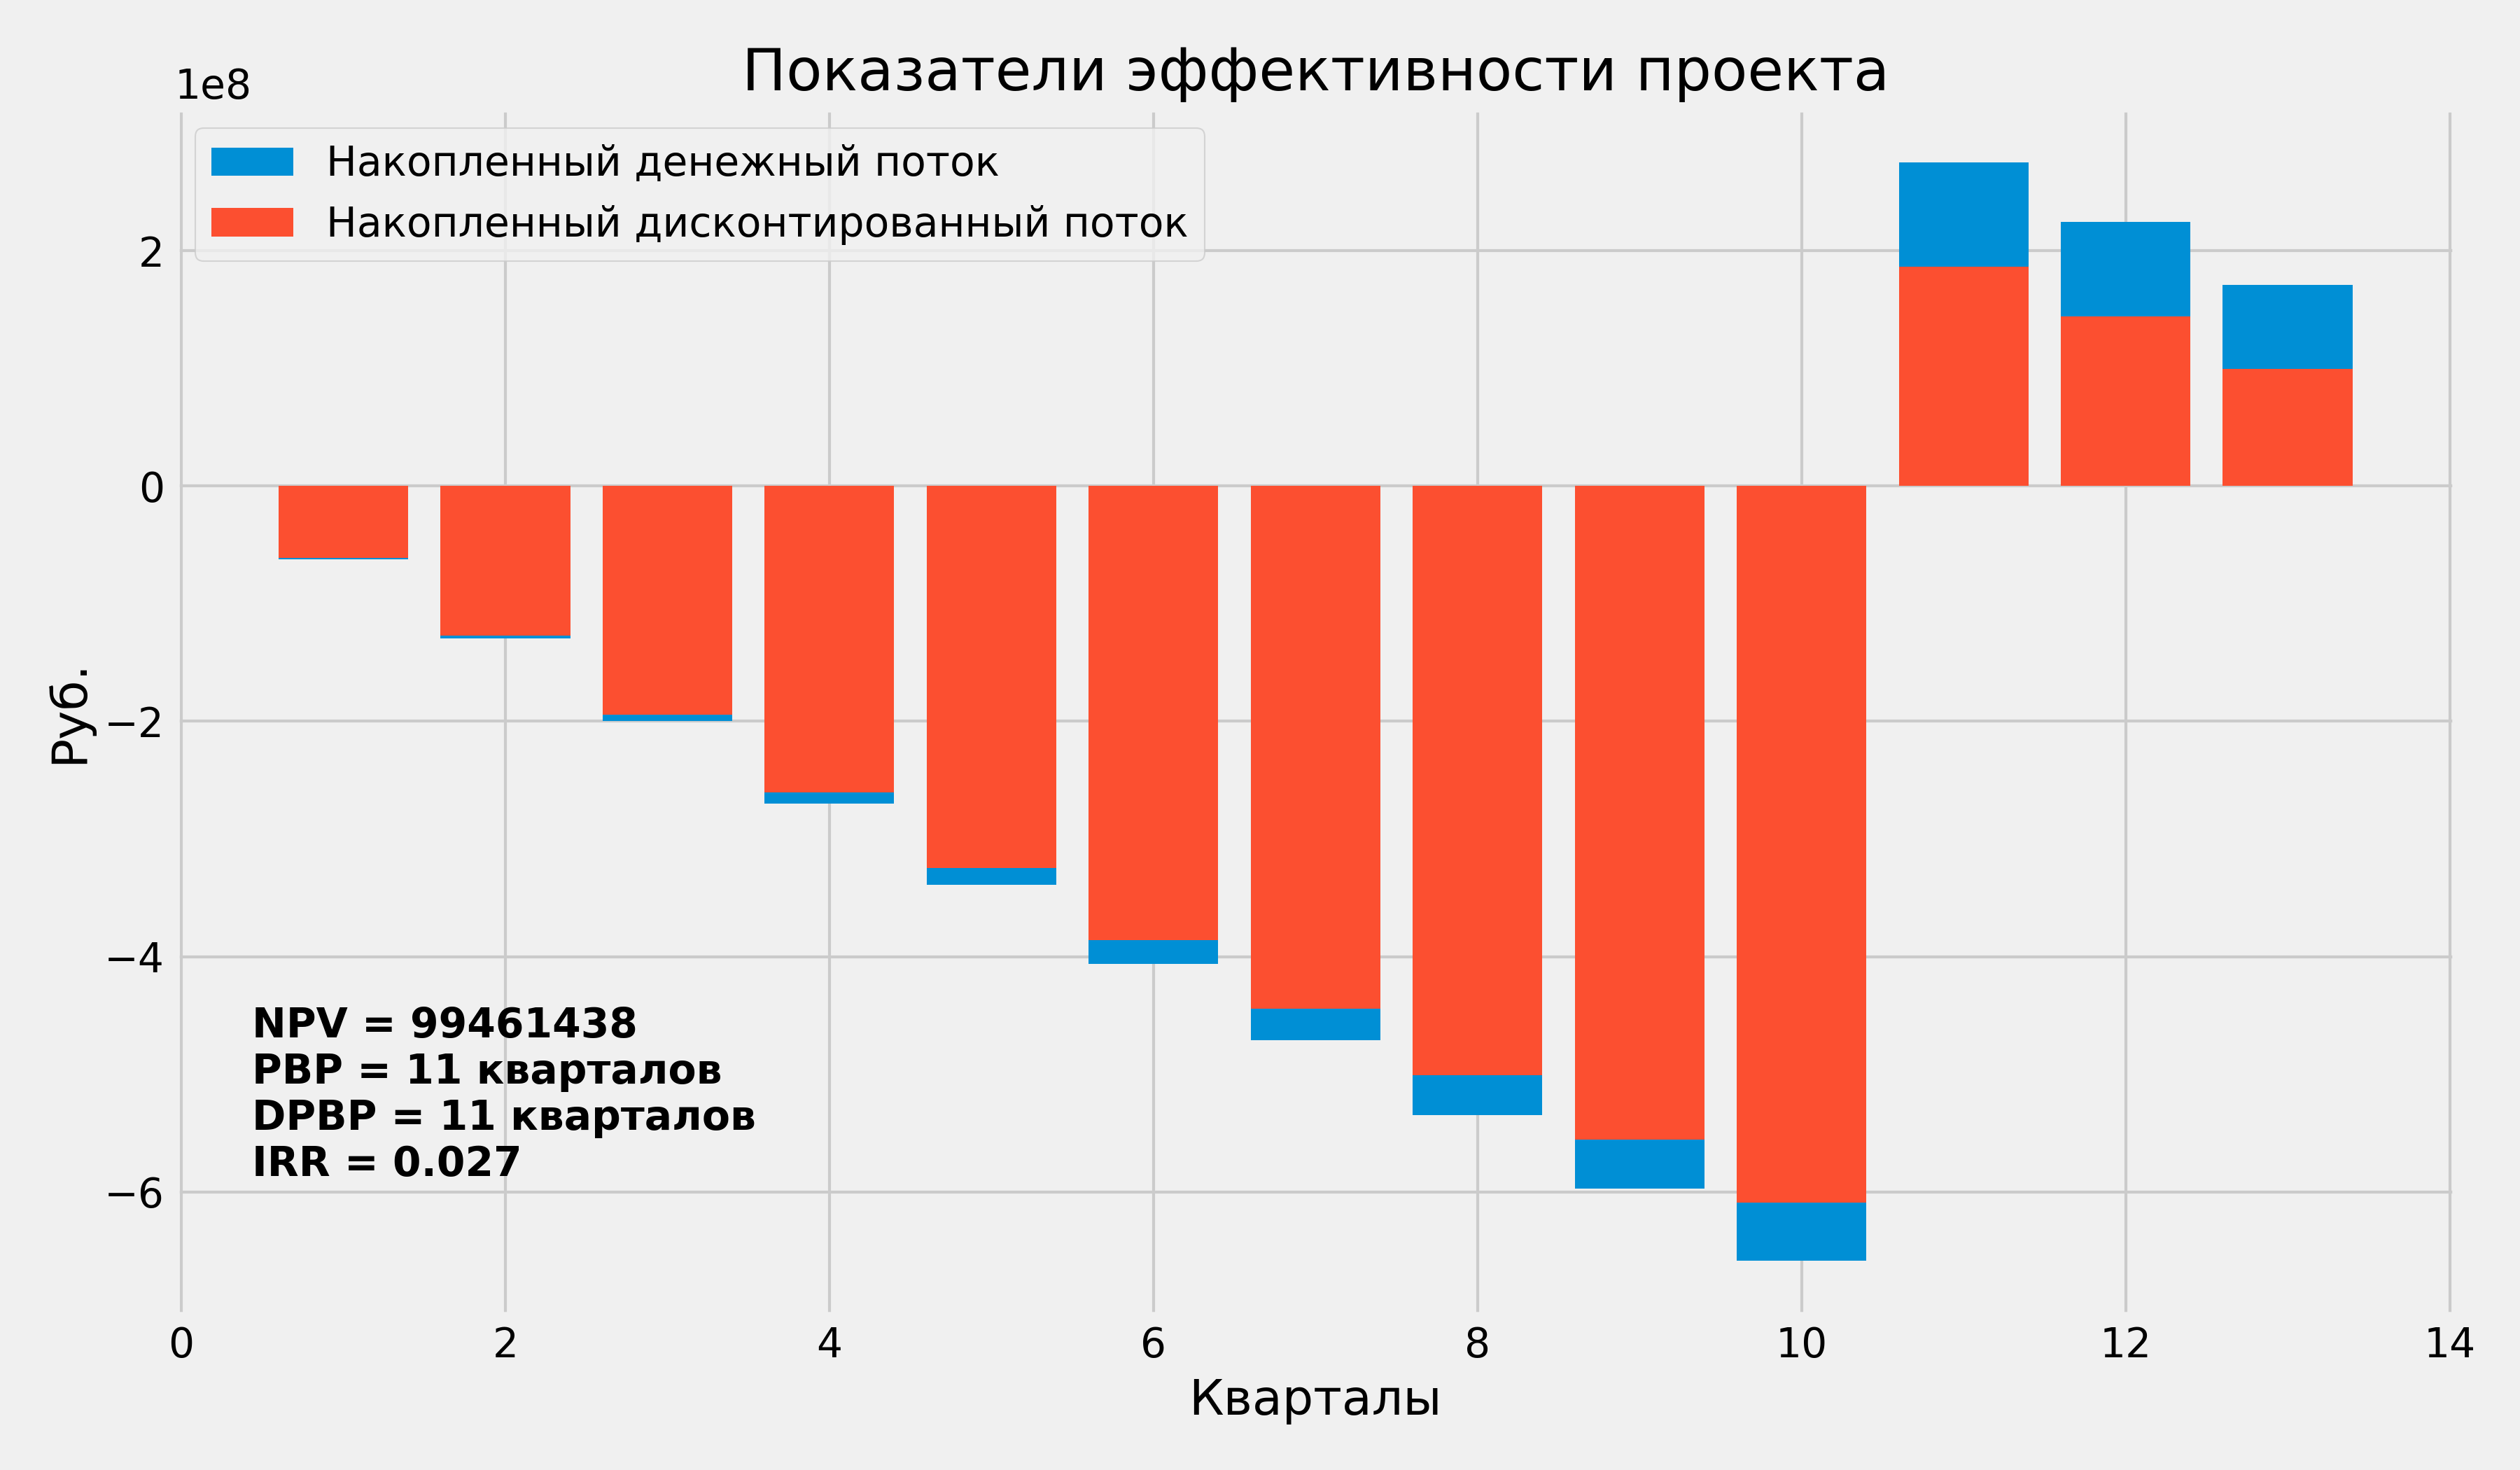 Показатели эффективности проекта
1e8
Накопленный денежный поток
Накопленный дисконтированный поток
2
0
−2
−4
−6
Руб.
NPV = 99461438
PBP = 11 кварталов
DPBP = 11 кварталов
IRR = 0.027
0 2 4 6 8 10 12 14
Кварталы